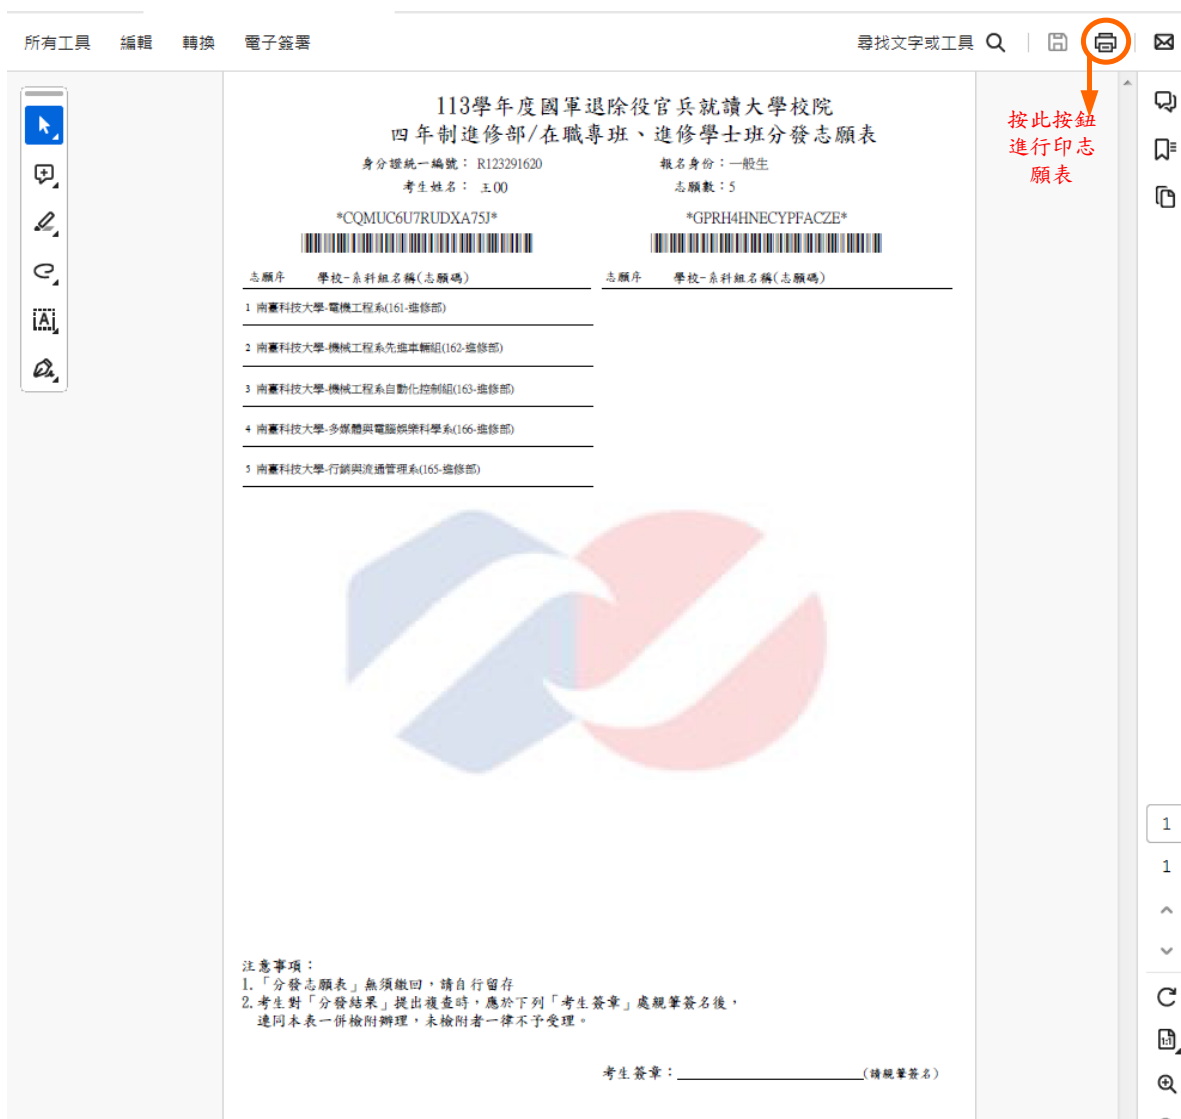 所有工具 編輯 轉換 電子簽署 尋找文字或工具
按此按鈕
進行印志
願表
113學年度國軍退除役官兵就讀大學校院
四年制進修部/在職專班、進修學士班分發志願表
身分證統一編號： R123291620 報名身份：一般生
考生姓名： 王00 志願數：5
*CQMUC6U7RUDXA75J* *GPRH4HNECYPFACZE*
志願序 學校-系科組名稱(志願碼) 志願序 學校-系科組名稱(志願碼)
1 南臺科技大學-電機工程系(161-進修部)
2 南臺科技大學-機械工程系先進車輛組(162-進修部)
3 南臺科技大學-機械工程系自動化控制組(163-進修部)
4 南臺科技大學-多媒體與電腦娛樂科學系(166-進修部)
5 南臺科技大學-行銷與流通管理系(165-進修部)
注意事項：
1.「分發志願表」無須繳回，請自行留存
2.考生對「分發結果」提出複查時，應於下列「考生簽章」處親筆簽名後，
連同本表一併檢附辦理，未檢附者一律不予受理。
考生簽章：(請親筆簽名)
1
1